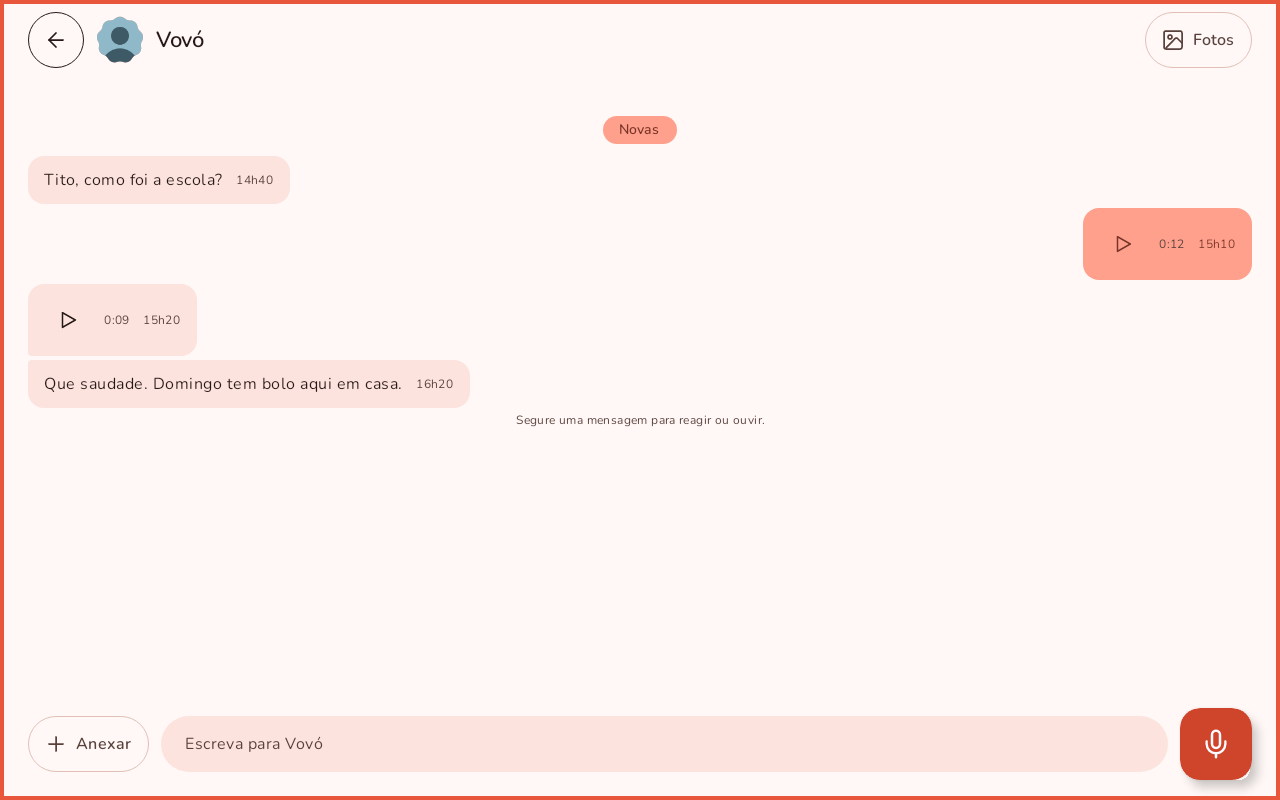 Vovó
Fotos
Novas
Tito, como foi a escola? 14h40
0:12 15h10
0:09 15h20
Que saudade. Domingo tem bolo aqui em casa. 16h20
Segure uma mensagem para reagir ou ouvir.
Anexar
Escreva para Vovó